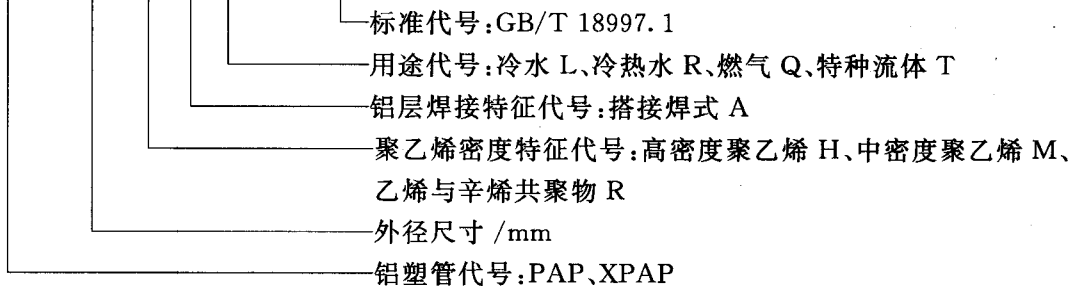 标准代号:GB/T 18997.1
用途代号:冷水 L、冷热水 R、燃气 Q、特种流体 T
铝层焊接特征代号:搭接焊式 A
聚乙烯密度特征代号:高密度聚乙烯 H、中密度聚乙烯 M、
乙烯与辛烯共聚物 R
外径尺寸 /mm
铝塑管代号:PAP、XPAP